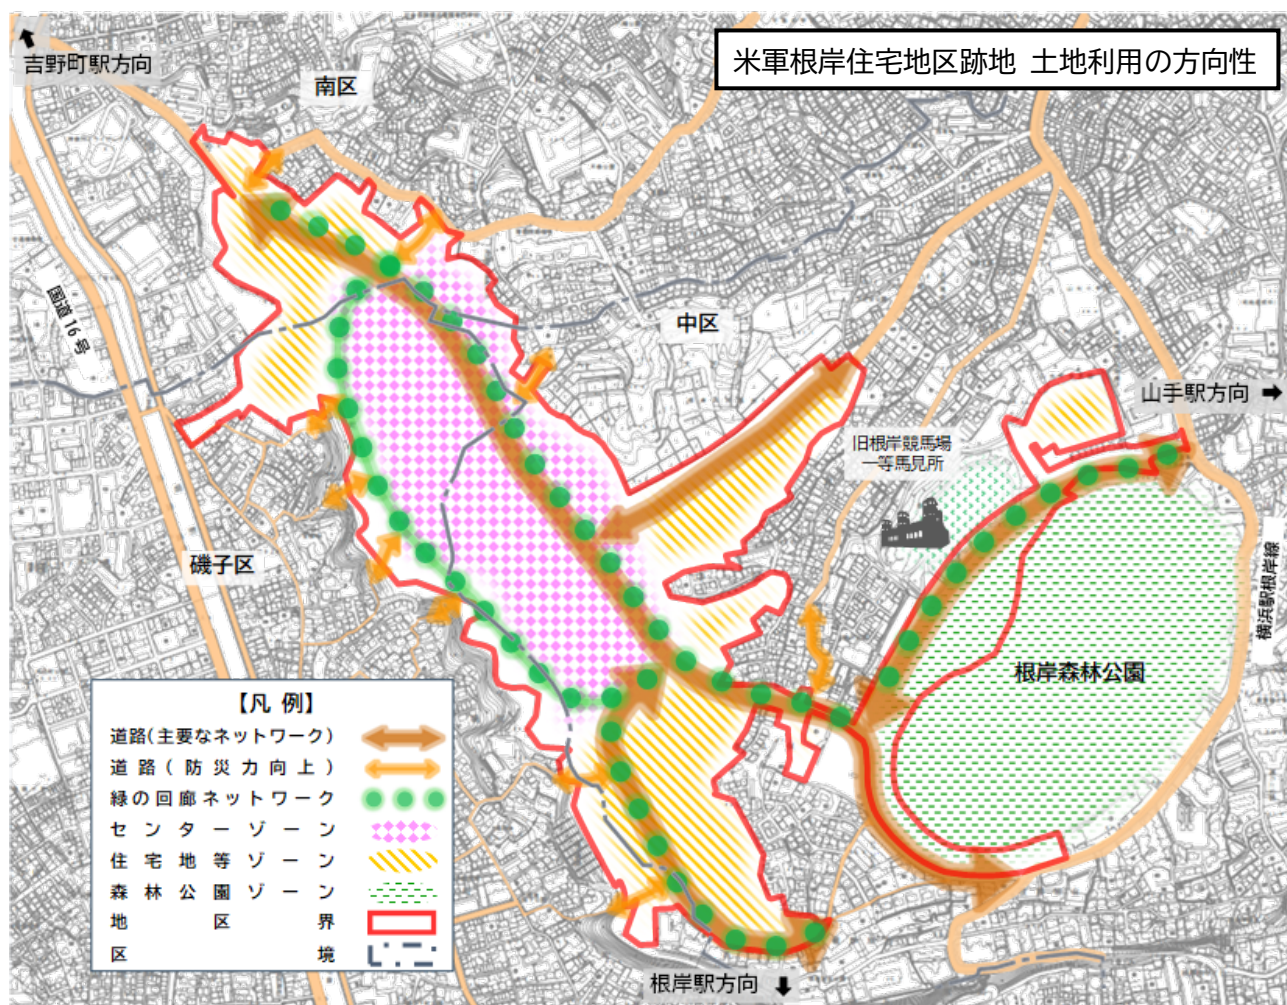 米軍根岸住宅地区跡地 土地利用の方向性
吉野町駅方向
南区
国道16号
中区
山手駅方向
旧根岸競馬場
一等馬見所
磯子区
横浜駅根岸線
根岸森林公園
【凡 例】
道路(主要なネットワーク)
道路(防災力向上)
緑の回廊ネットワーク
センターゾーン
住宅地等ゾーン
森林公園ゾーン
地区界
区境
根岸駅方向